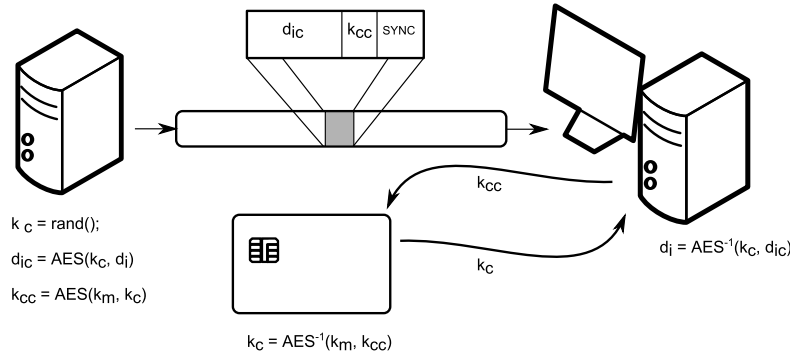 d_ic k_cc SYNC
k_cc
k_c = rand();
d_ic = AES(k_c, d_i)
k_cc = AES(k_m, k_c)
d_i = AES⁻¹(k_c, d_ic)
k_c
k_c = AES⁻¹(k_m, k_cc)